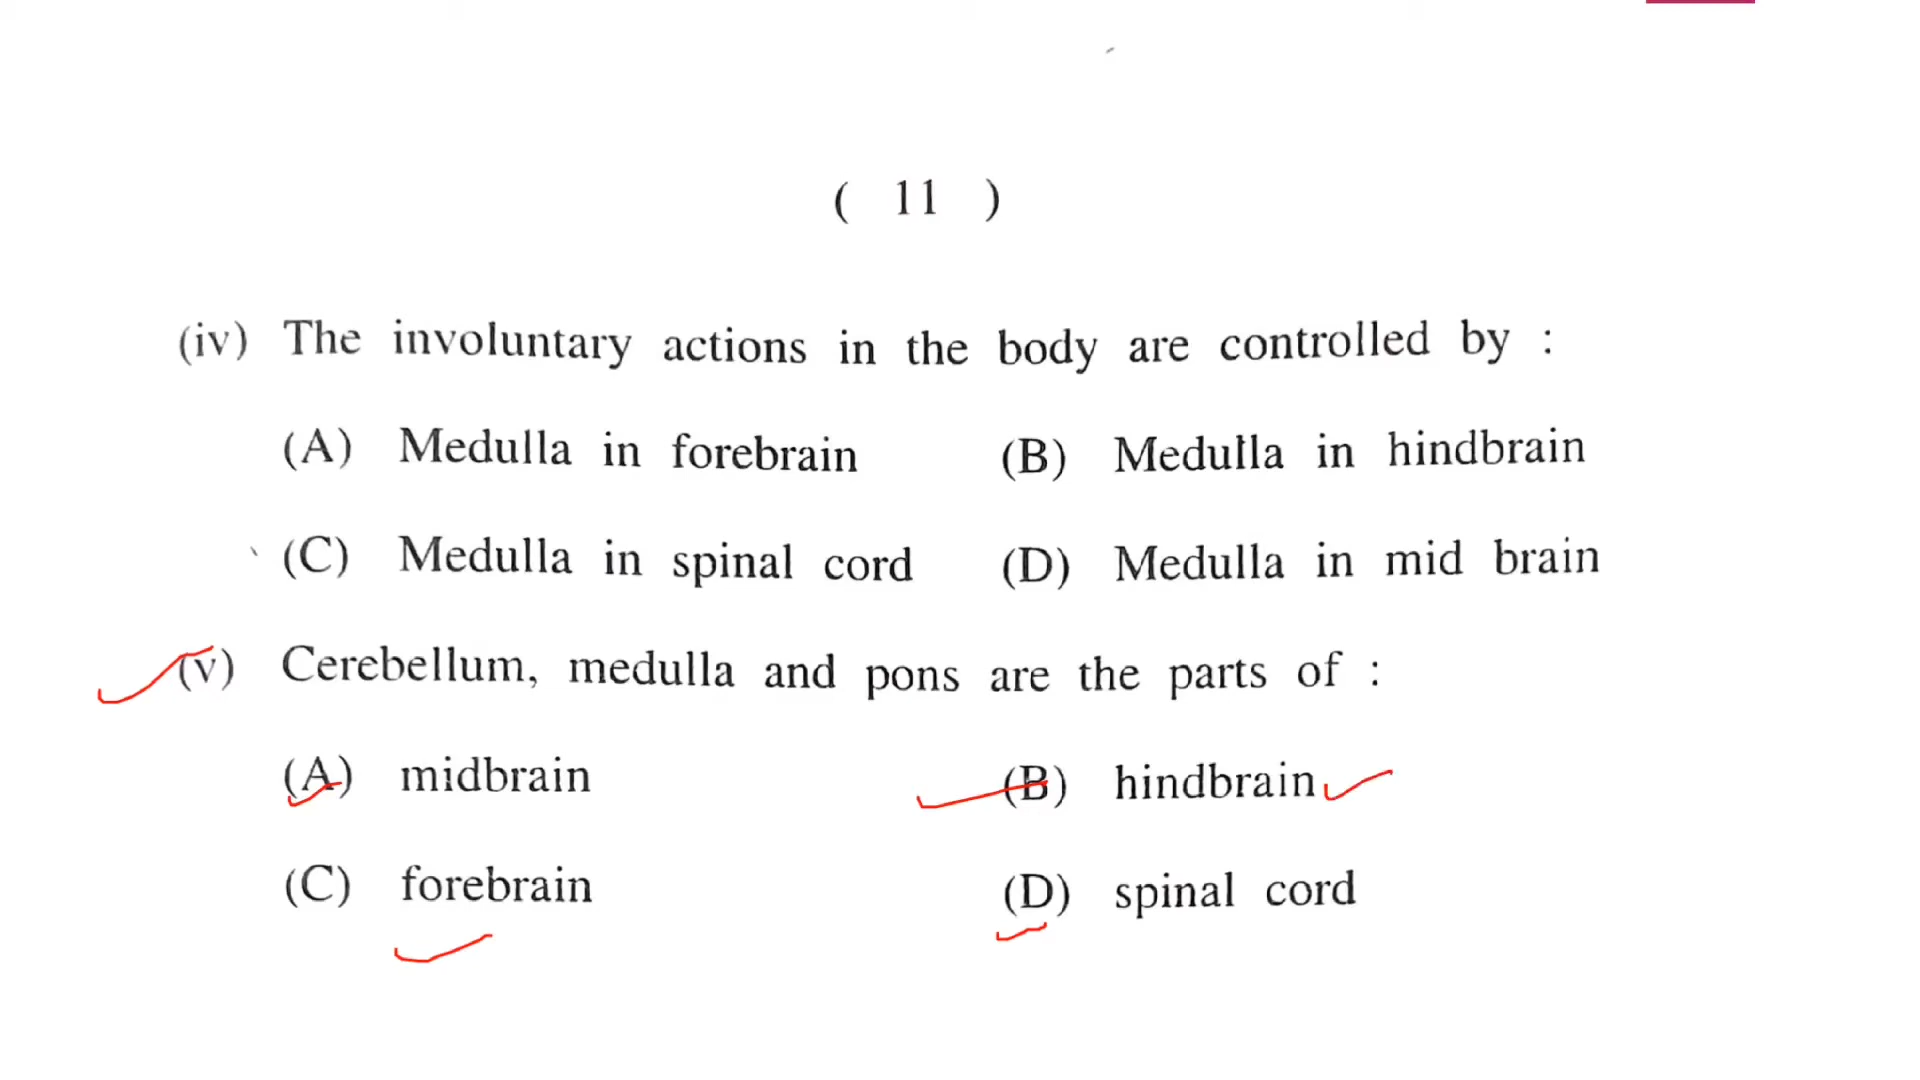 ( 11 )
(iv) The involuntary actions in the body are controlled by :
(A) Medulla in forebrain (B) Medulla in hindbrain
(C) Medulla in spinal cord (D) Medulla in mid brain
(v) Cerebellum, medulla and pons are the parts of :
(A) midbrain (B) hindbrain
(C) forebrain (D) spinal cord